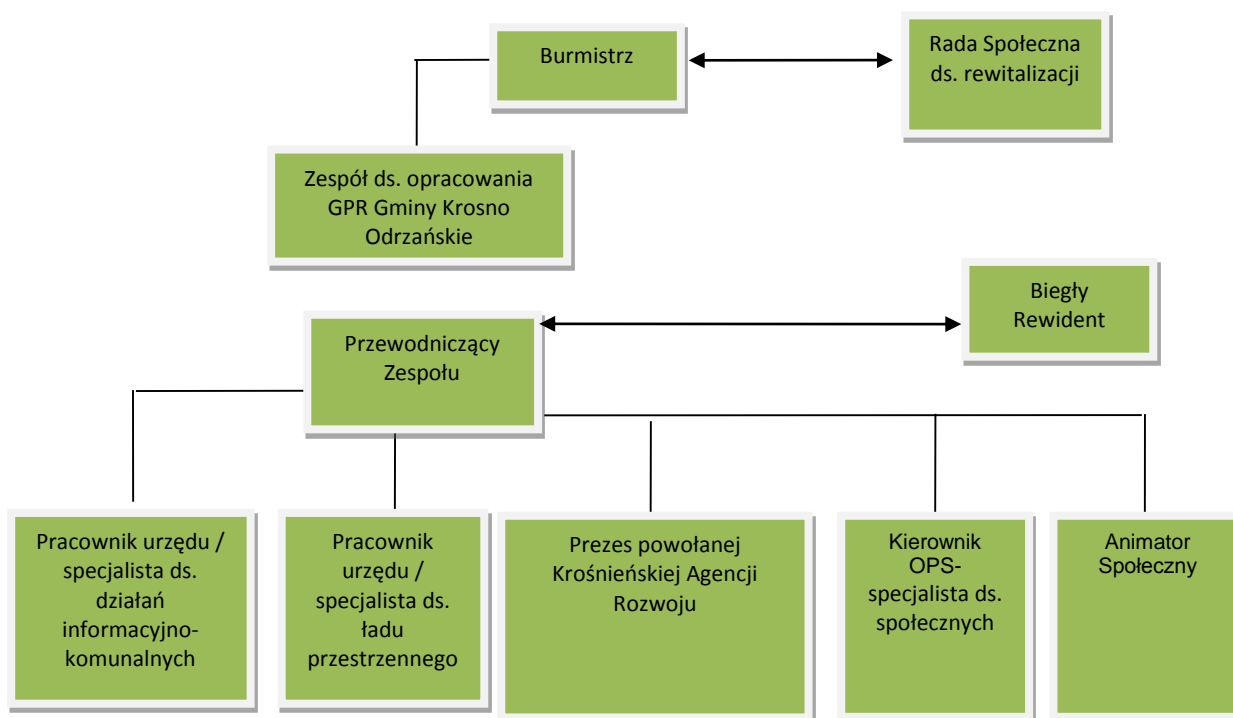 Burmistrz
Rada Społeczna
ds. rewitalizacji
Zespół ds. opracowania
GPR Gminy Krosno
Odrzańskie
Biegły
Rewident
Przewodniczący
Zespołu
Pracownik urzędu /
specjalista ds.
działań
informacyjno-
komunalnych
Pracownik
urzędu /
specjalista ds.
ładu
przestrzennego
Prezes powołanej
Krośnieńskiej Agencji
Rozwoju
Kierownik
OPS-
specjalista ds.
społecznych
Animator
Społeczny